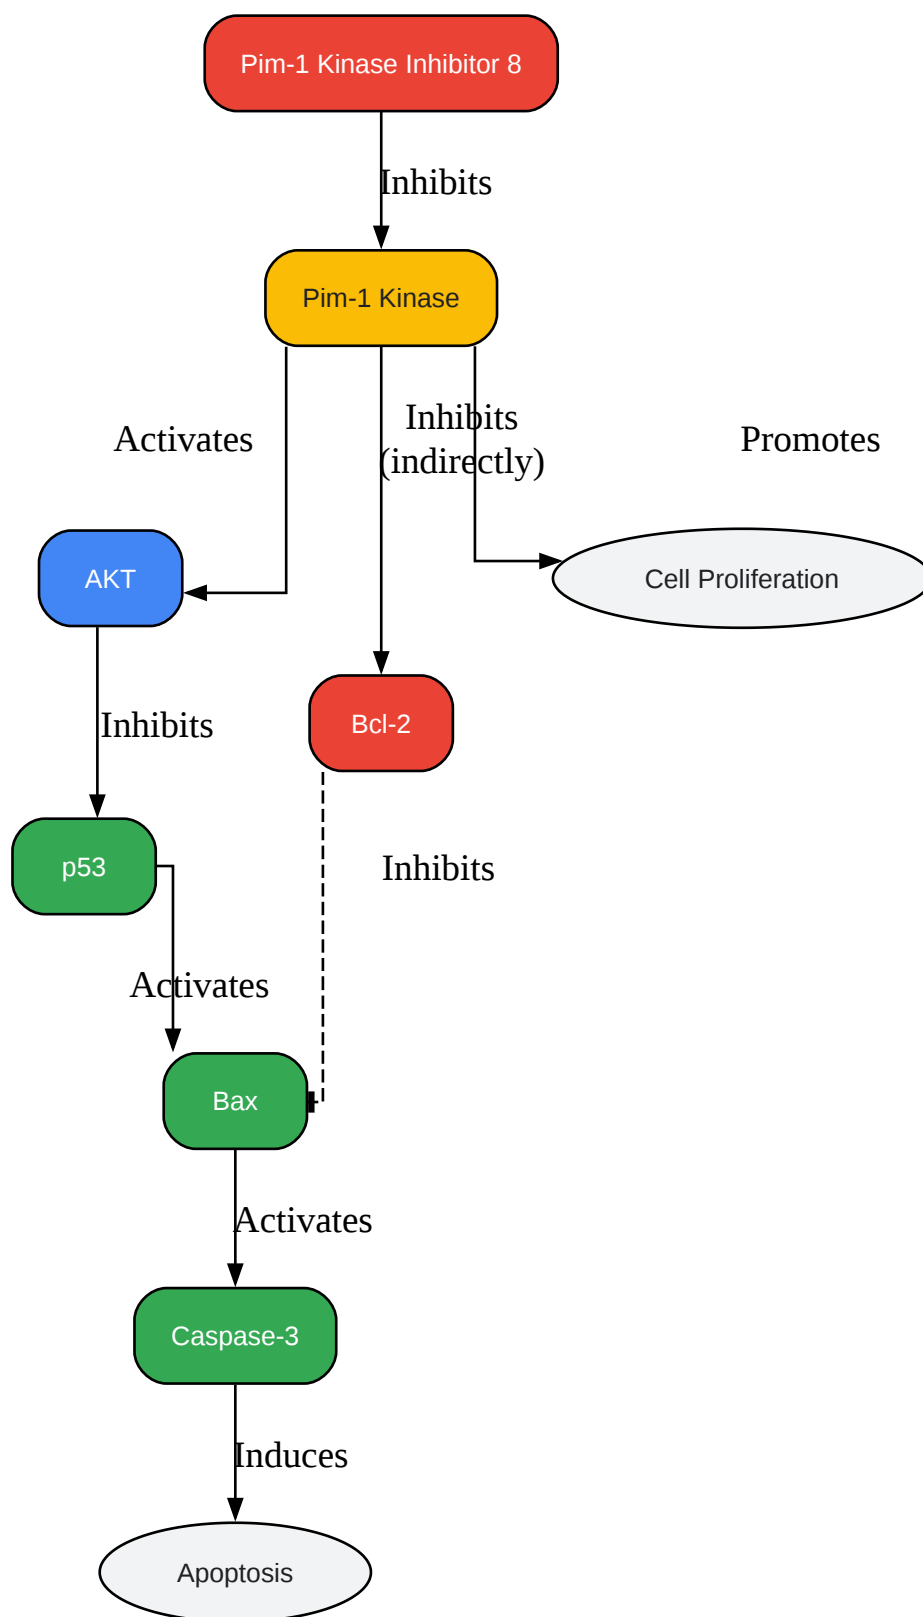 Pim-1 Kinase Inhibitor 8
Inhibits
Pim-1 Kinase
Activates
Inhibits
(indirectly)
Promotes
AKT
Cell Proliferation
Inhibits
Bcl-2
p53
Inhibits
Activates
Bax
Activates
Caspase-3
Induces
Apoptosis